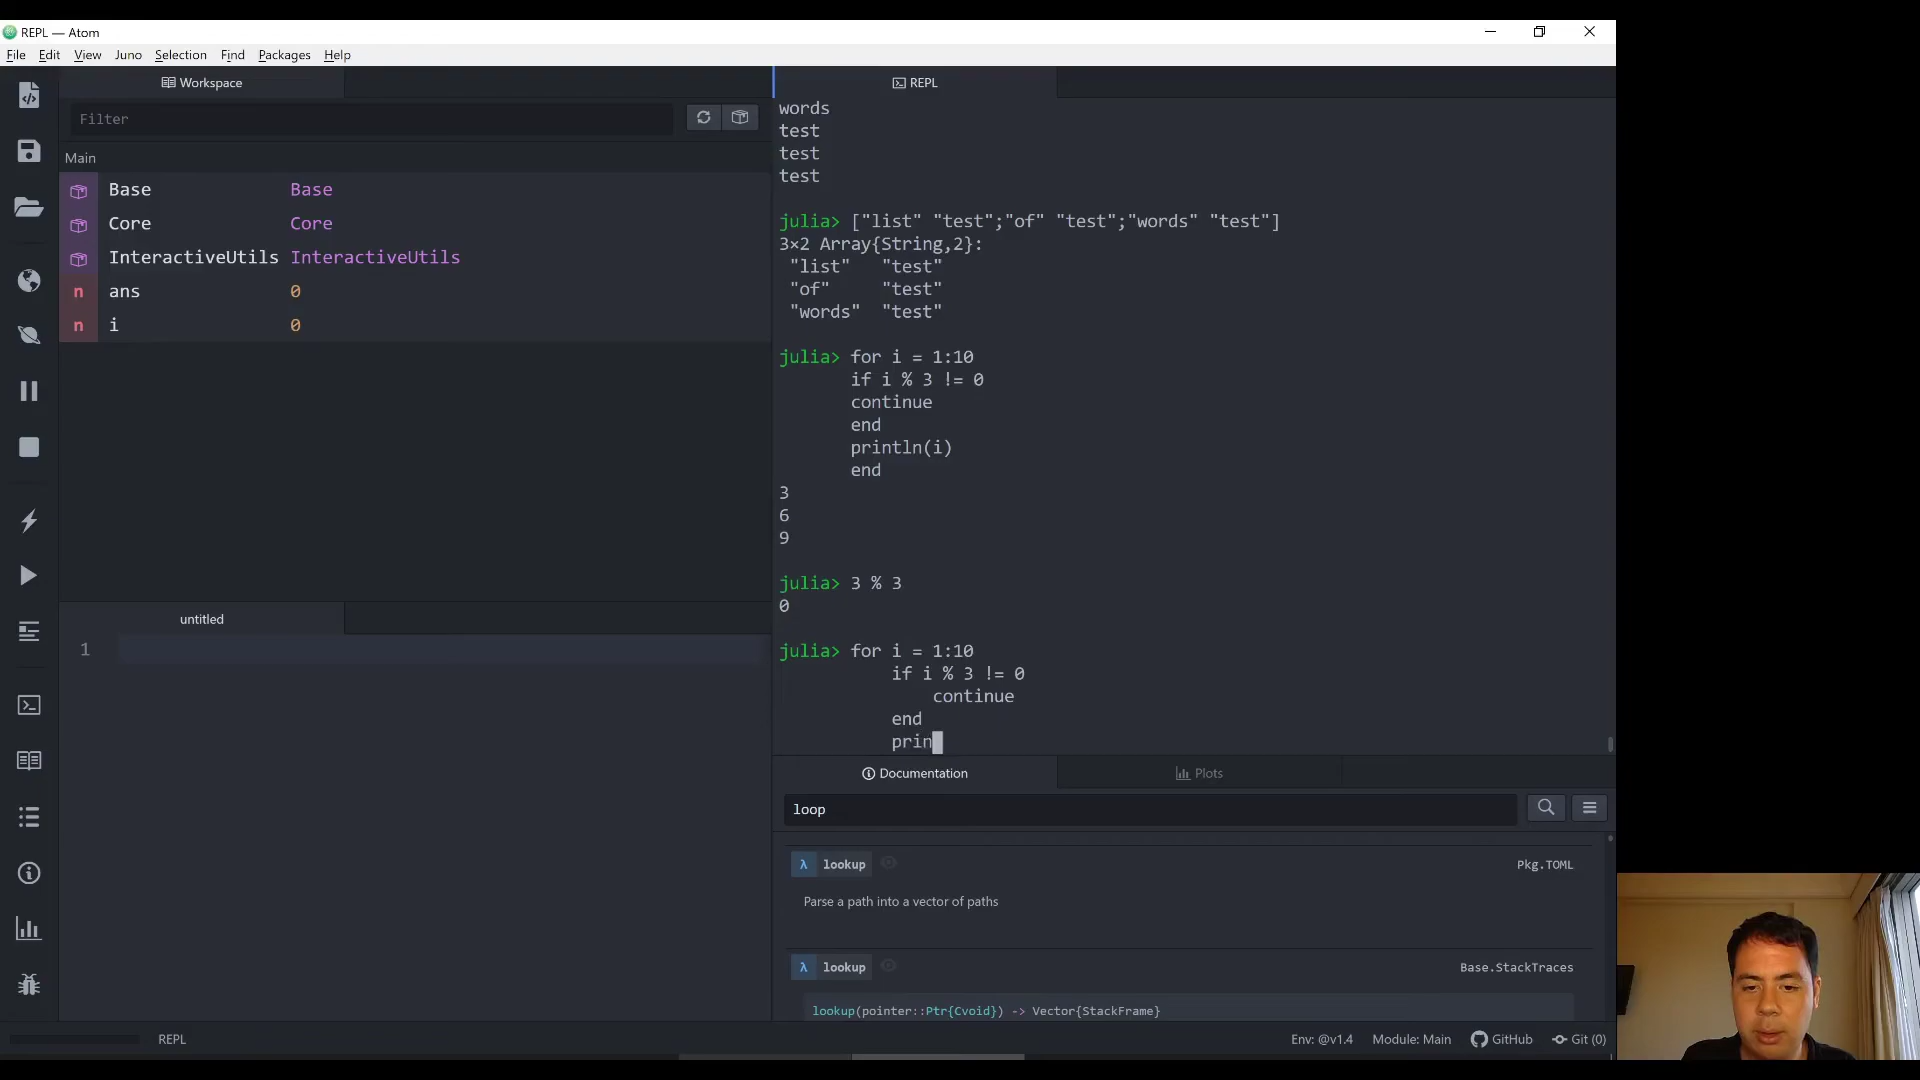 REPL — Atom
File Edit View Juno Selection Find Packages Help
Workspace
Filter
Main
Base Base
Core Core
InteractiveUtils InteractiveUtils
n ans 0
n i 0
untitled
1
REPL
words
test
test
test
julia> ["list" "test";"of" "test";"words" "test"]
3×2 Array{String,2}:
"list" "test"
"of" "test"
"words" "test"
julia> for i = 1:10
if i % 3 != 0
continue
end
println(i)
end
3
6
9
julia> 3 % 3
0
julia> for i = 1:10
if i % 3 != 0
continue
end
prin
Documentation
Plots
loop
λ lookup Pkg.TOML
Parse a path into a vector of paths
λ lookup Base.StackTraces
lookup(pointer::Ptr{Cvoid}) -> Vector{StackFrame}
REPL Env: @v1.4 Module: Main GitHub Git (0)